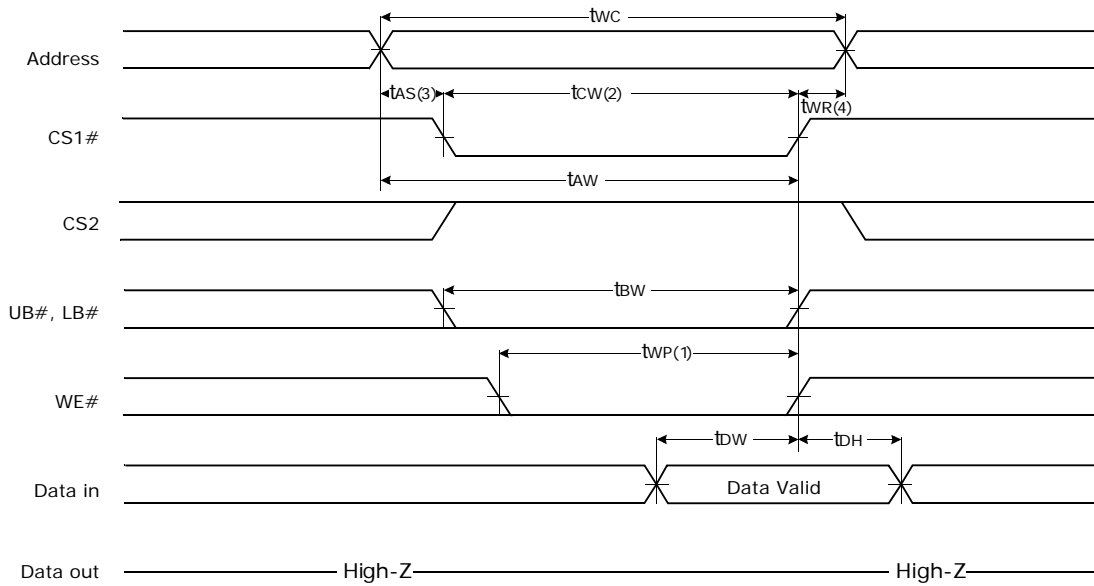 tWC
Address
tAS(3) tCW(2) tWR(4)
CS1#
tAW
CS2
tBW
UB#, LB#
tWP(1)
WE#
tDW tDH
Data in Data Valid
Data out High-Z High-Z